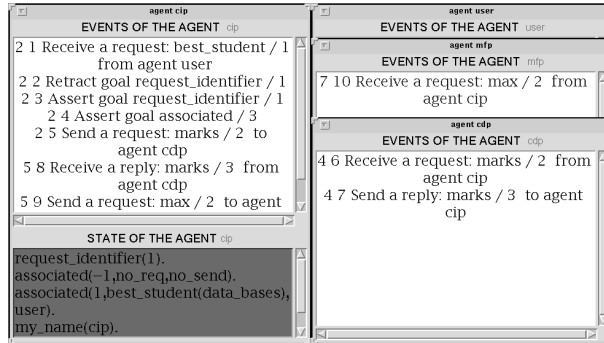 agent cip
EVENTS OF THE AGENT cip
2 1 Receive a request: best_student / 1
from agent user
2 2 Retract goal request_identifier / 1
2 3 Assert goal request_identifier / 1
2 4 Assert goal associated / 3
2 5 Send a request: marks / 2 to
agent cdp
5 8 Receive a reply: marks / 3 from
agent cdp
5 9 Send a request: max / 2 to agent
STATE OF THE AGENT cip
request_identifier(1).
associated(−1,no_req,no_send).
associated(1,best_student(data_bases),
user).
my_name(cip).
agent user
EVENTS OF THE AGENT user
agent mfp
EVENTS OF THE AGENT mfp
7 10 Receive a request: max / 2 from
agent cip
agent cdp
EVENTS OF THE AGENT cdp
4 6 Receive a request: marks / 2 from
agent cip
4 7 Send a reply: marks / 3 to agent
cip